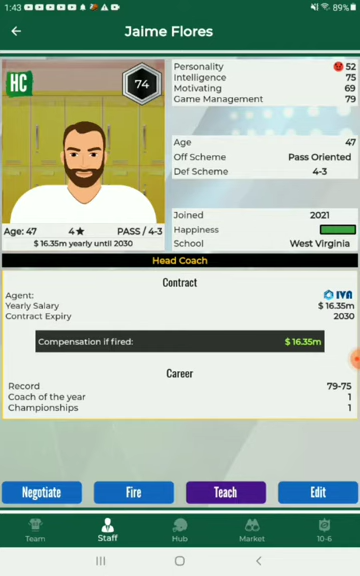 1:43
89%
Jaime Flores
HC
74
Personality 52
Intelligence 75
Motivating 69
Game Management 79
Age 47
Off Scheme Pass Oriented
Def Scheme 4-3
Age: 47 4★ PASS / 4-3
$ 16.35m yearly until 2030
Joined 2021
Happiness
School West Virginia
Head Coach
Contract
Agent: IVA
Yearly Salary $ 16.35m
Contract Expiry 2030
Compensation if fired: $ 16.35m
Career
Record 79-75
Coach of the year 1
Championships 1
Negotiate Fire Teach Edit
Team Staff Hub Market 10-6